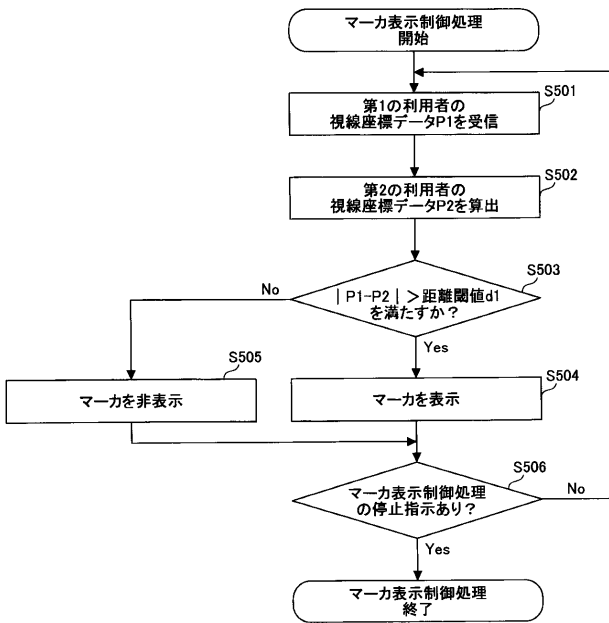 マーカ表示制御処理
開始
S501
第1の利用者の
視線座標データP1を受信
S502
第2の利用者の
視線座標データP2を算出
S503
｜P1-P2｜＞距離閾値d1
を満たすか？
No
Yes
S505
マーカを非表示
S504
マーカを表示
S506
マーカ表示制御処理
の停止指示あり？
No
Yes
マーカ表示制御処理
終了